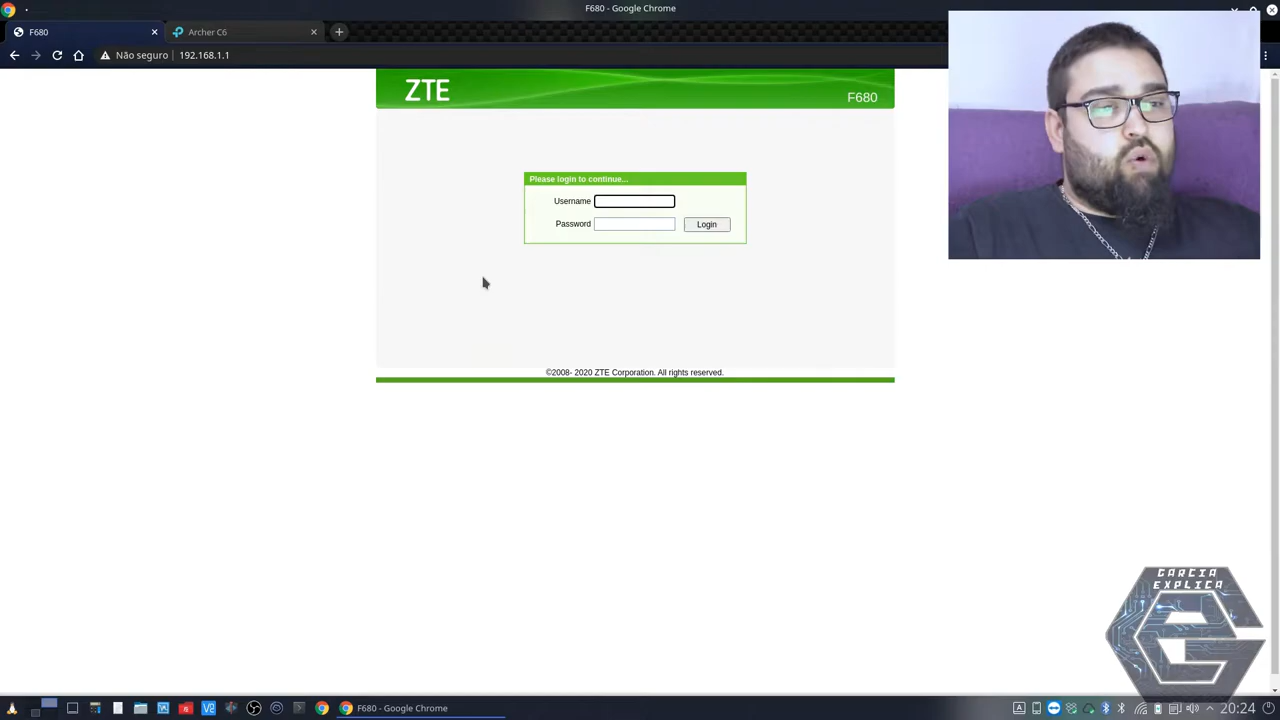 F680 - Google Chrome
F680
Archer C6
Não seguro
192.168.1.1
ZTE
F680
Please login to continue...
Username
Password
Login
©2008- 2020 ZTE Corporation. All rights reserved.
GARCIA
EXPLICA
F680 - Google Chrome
20:24